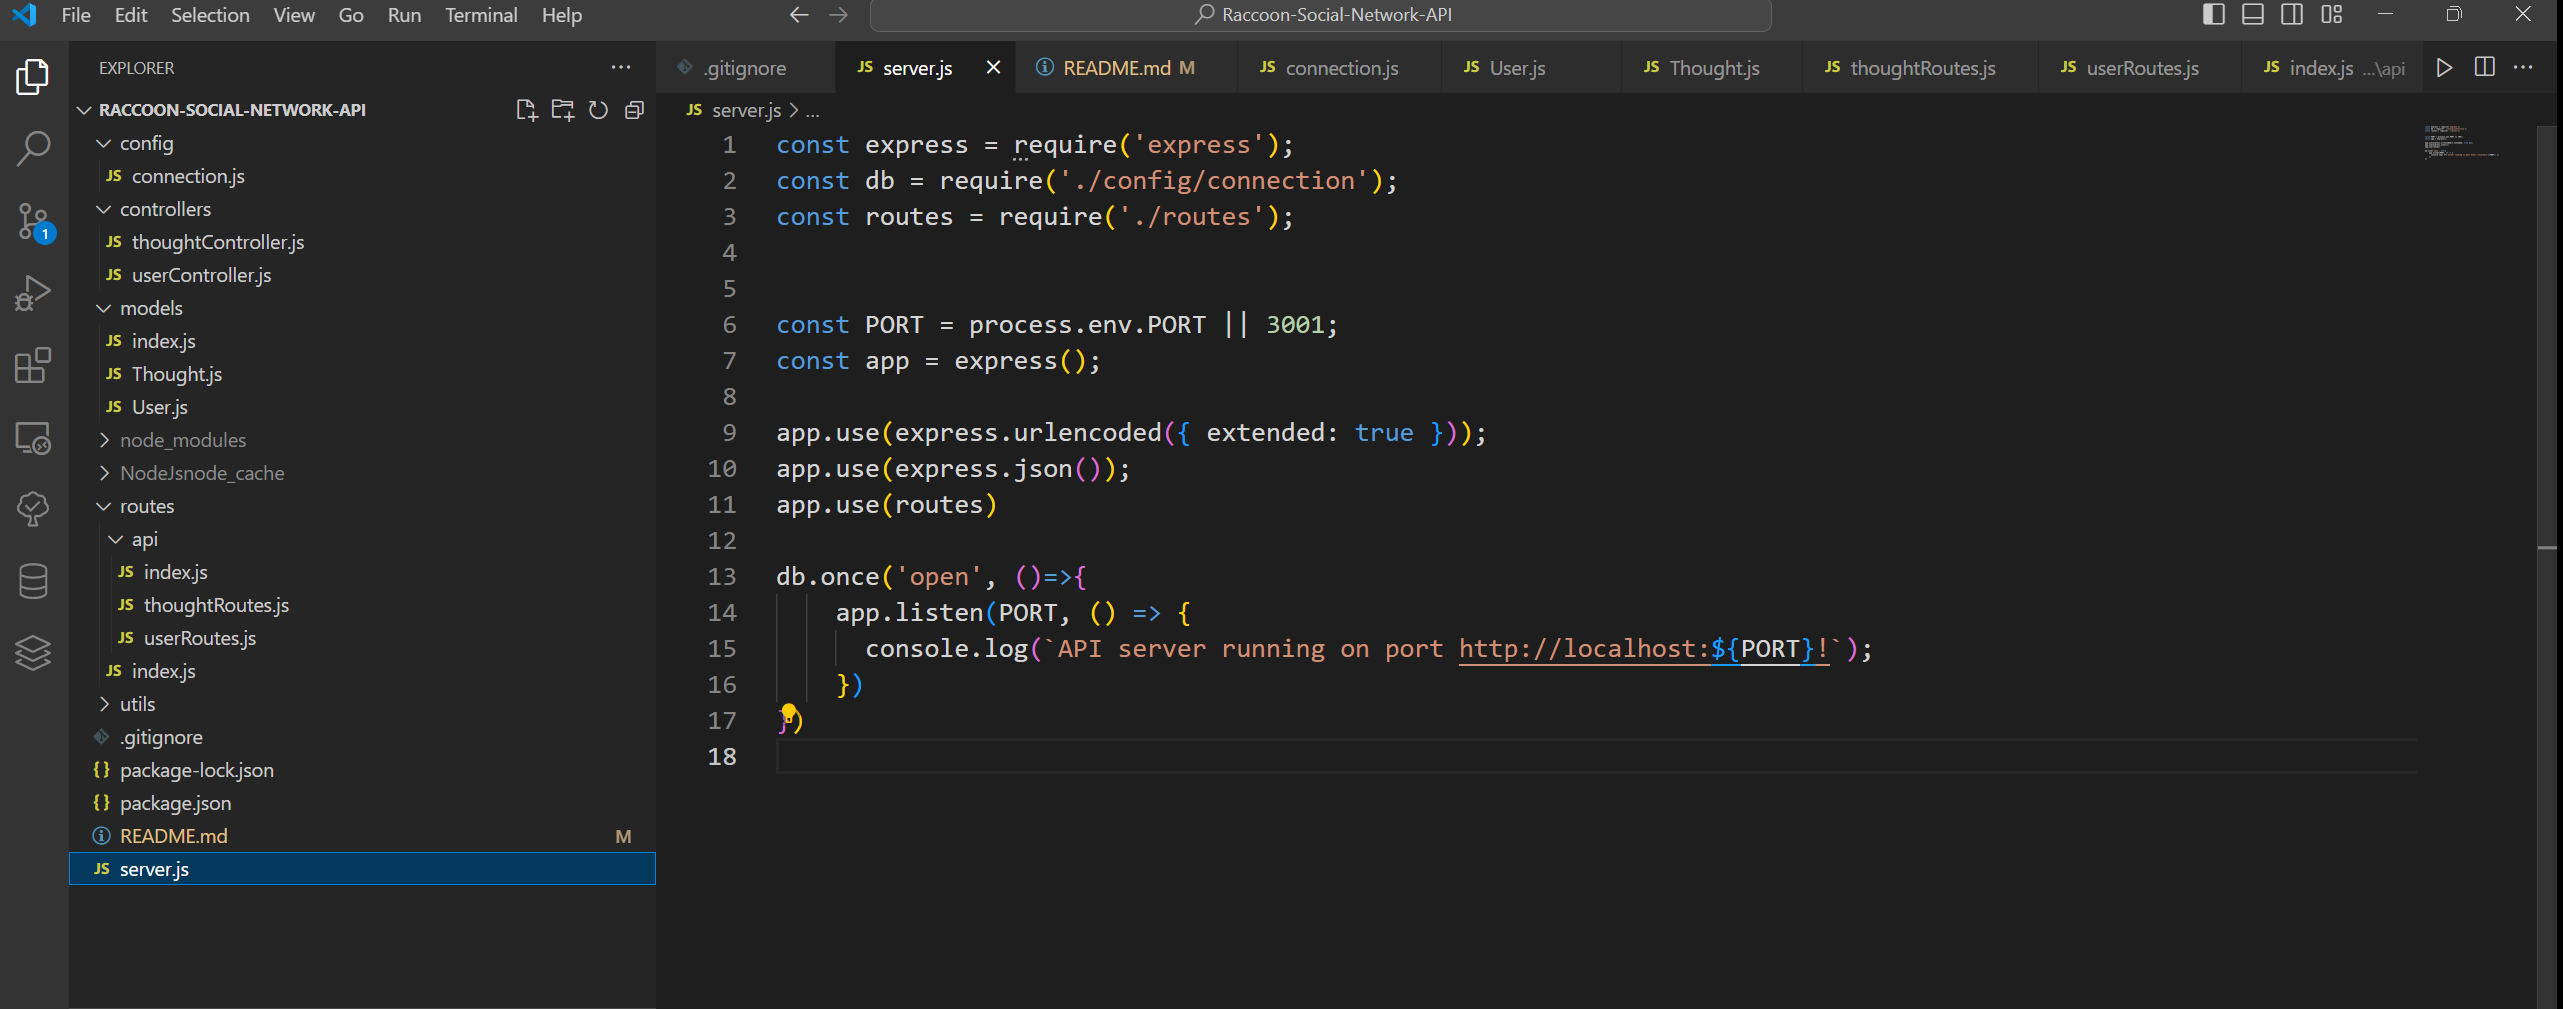 File Edit Selection View Go Run Terminal Help
Raccoon-Social-Network-API
EXPLORER
RACCOON-SOCIAL-NETWORK-API
config
JS connection.js
controllers
JS thoughtController.js
JS userController.js
models
JS index.js
JS Thought.js
JS User.js
node_modules
NodeJsnode_cache
routes
api
JS index.js
JS thoughtRoutes.js
JS userRoutes.js
JS index.js
utils
.gitignore
{} package-lock.json
{} package.json
README.md M
JS server.js
1
.gitignore JS server.js README.md M JS connection.js JS User.js JS Thought.js JS thoughtRoutes.js JS userRoutes.js JS index.js ...\api
JS server.js > ...
1 const express = require('express');
2 const db = require('./config/connection');
3 const routes = require('./routes');
4
5
6 const PORT = process.env.PORT || 3001;
7 const app = express();
8
9 app.use(express.urlencoded({ extended: true }));
10 app.use(express.json());
11 app.use(routes)
12
13 db.once('open', ()=>{
14 app.listen(PORT, () => {
15 console.log(`API server running on port http://localhost:${PORT}!`);
16 })
17 })
18